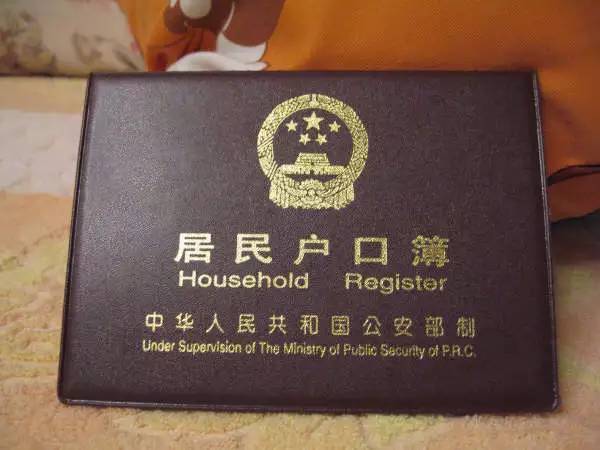 居民户口簿
Household Register
中华人民共和国公安部制
Under Supervision of The Ministry of Public Security of P.R.C.